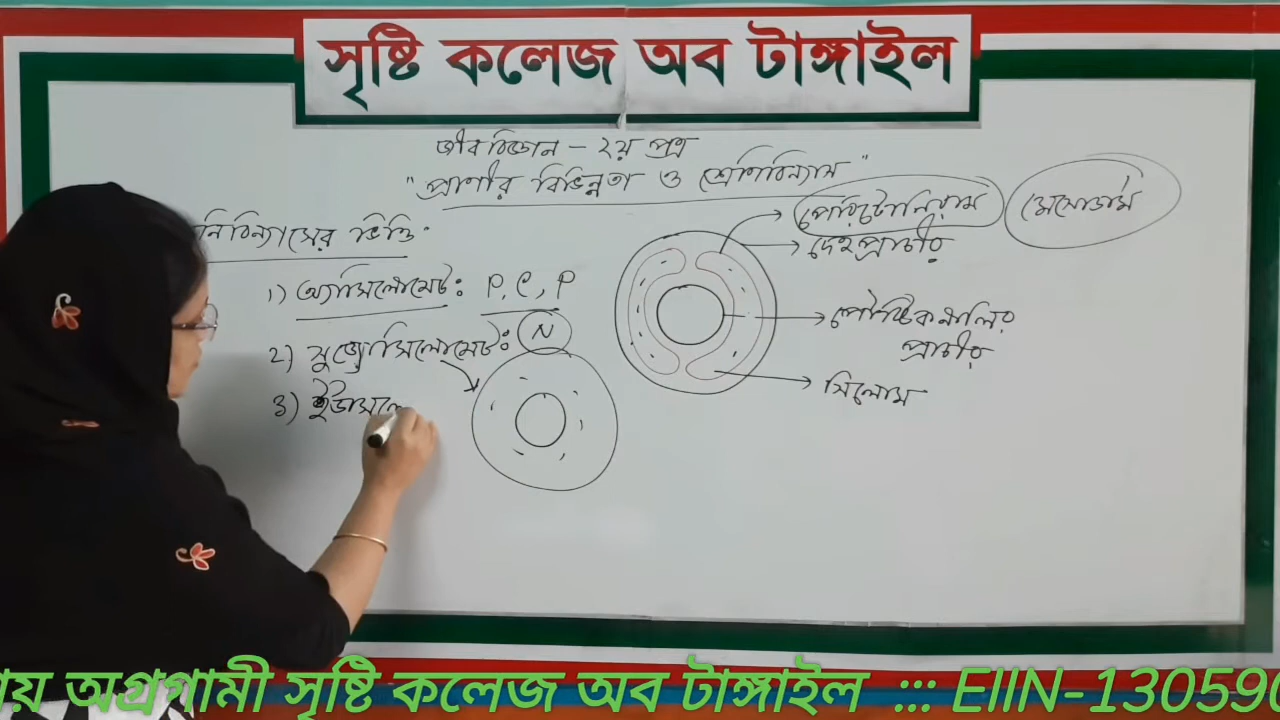 সৃষ্টি কলেজ অব টাঙ্গাইল
জীববিজ্ঞান – ২য় পত্র
"প্রাণীর বিভিন্নতা ও শ্রেণিবিন্যাস"
নিবিন্যাসের ভিত্তি
১) অ্যাসিলোমেট: P, C, P
২) স্যুডোসিলোমেট: N
৩) ইউসিলো
পেরিটোনিয়াম
মেসোডার্ম
দেহপ্রাচীর
পৌষ্টিকনালির
প্রাচীর
সিলোম
য় অগ্রগামী সৃষ্টি কলেজ অব টাঙ্গাইল ::: EIIN-130590